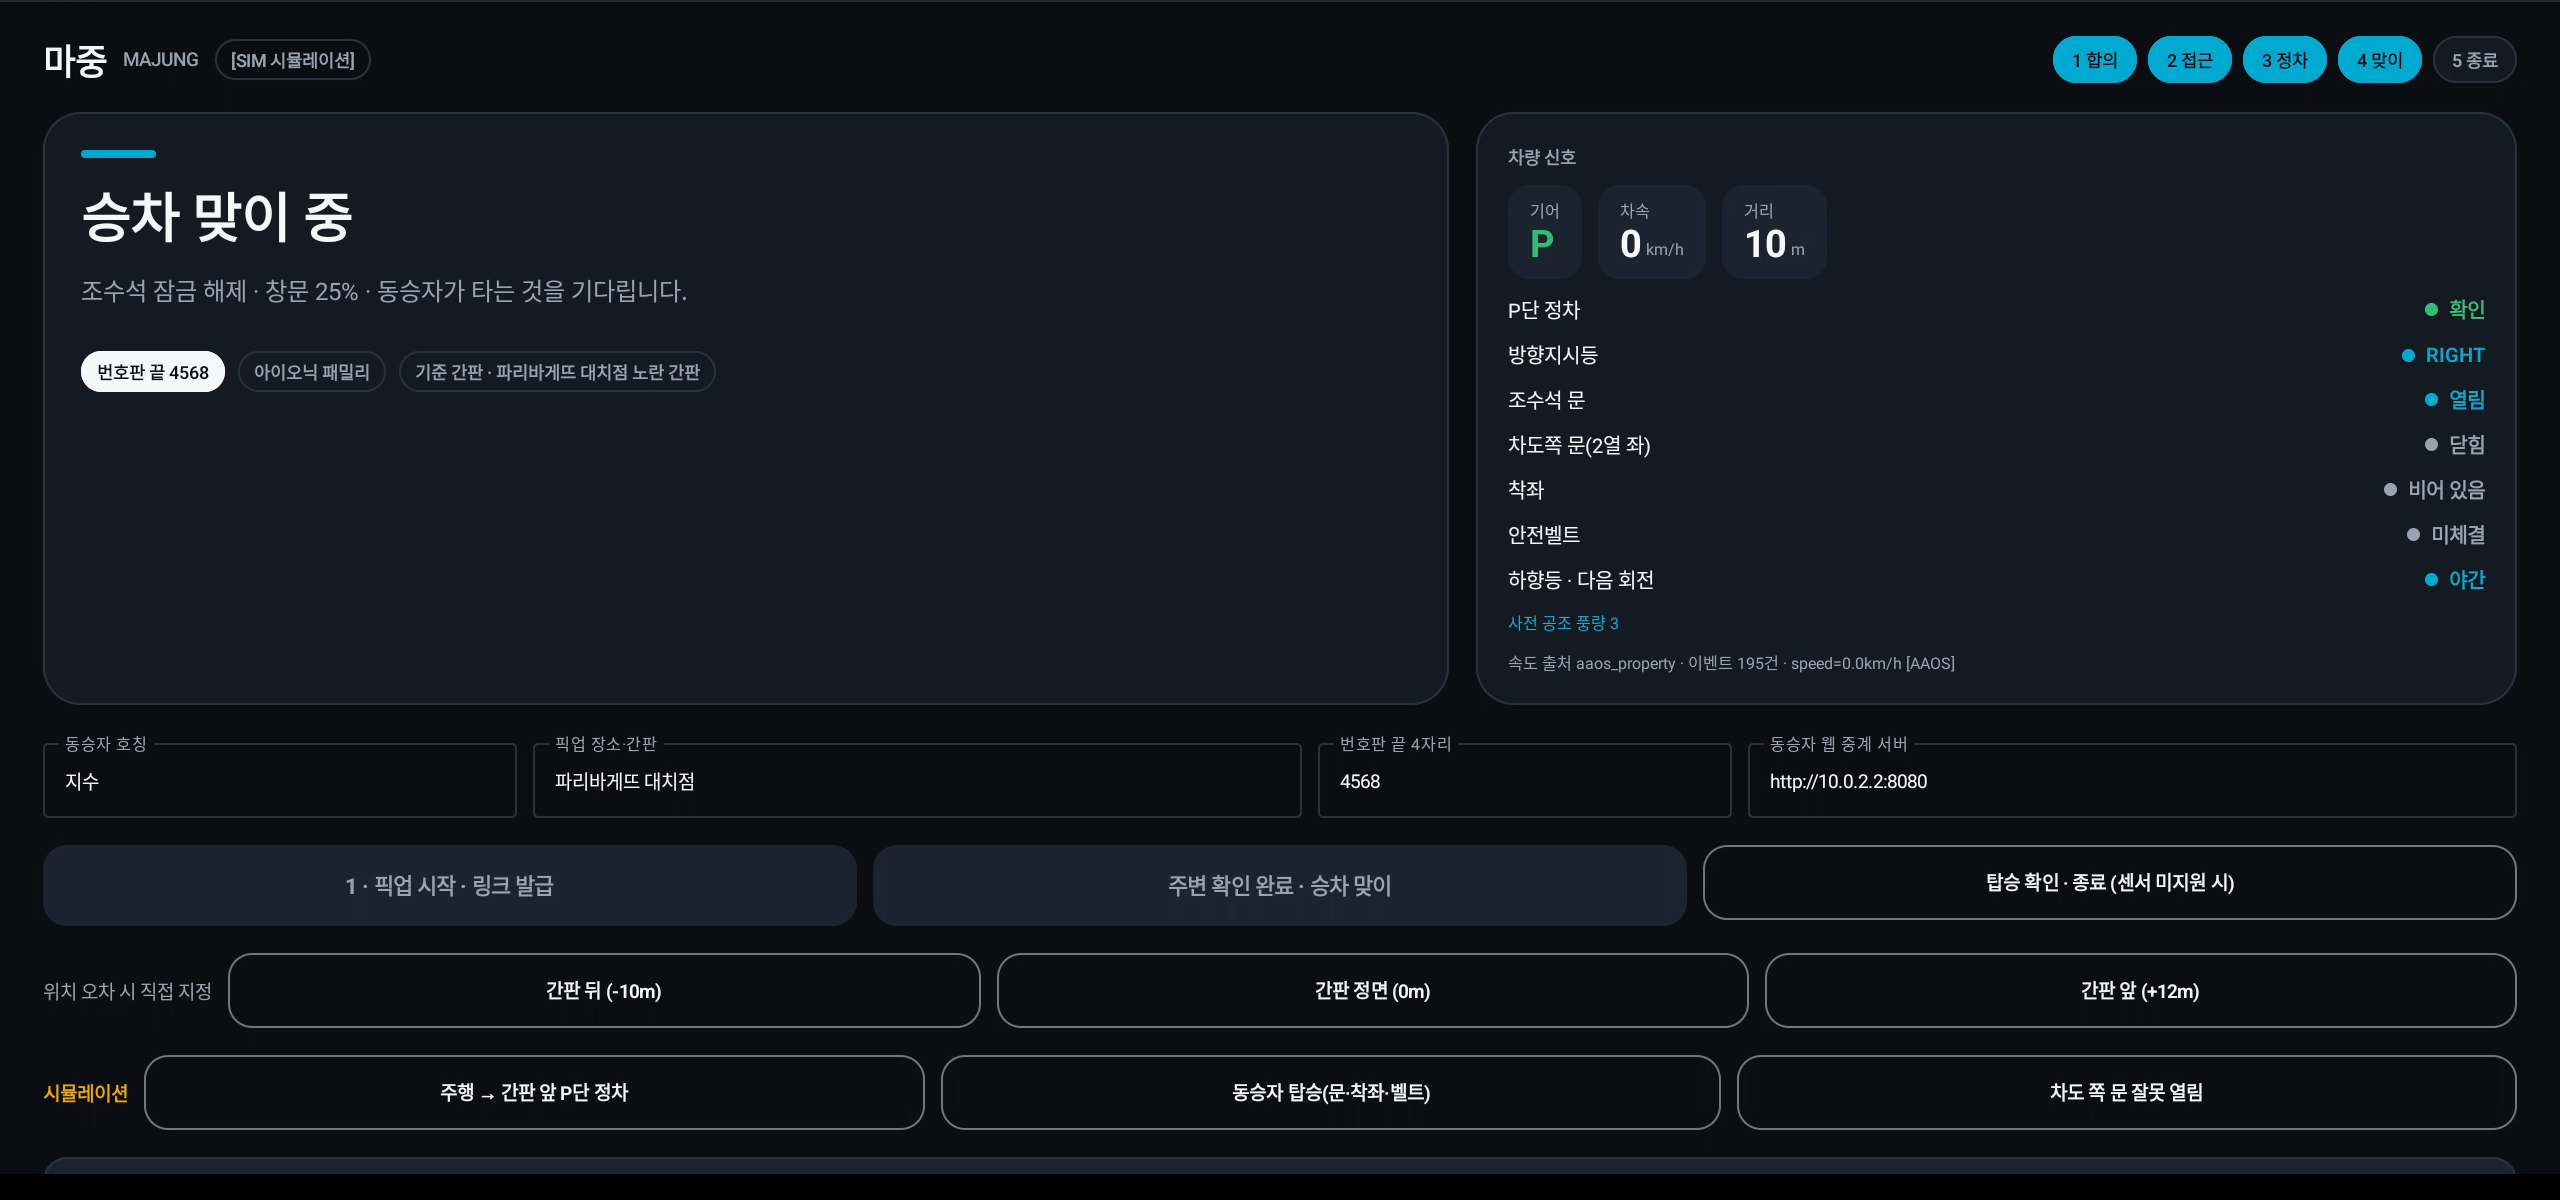 마중 MAJUNG [SIM 시뮬레이션]
1 합의 2 접근 3 정차 4 맞이 5 종료
승차 맞이 중
조수석 잠금 해제 · 창문 25% · 동승자가 타는 것을 기다립니다.
번호판 끝 4568 아이오닉 패밀리 기준 간판 · 파리바게뜨 대치점 노란 간판
차량 신호
기어 차속 거리
P 0 km/h 10 m
P단 정차 확인
방향지시등 RIGHT
조수석 문 열림
차도쪽 문(2열 좌) 닫힘
착좌 비어 있음
안전벨트 미체결
하향등 · 다음 회전 야간
사전 공조 풍량 3
속도 출처 aaos_property · 이벤트 195건 · speed=0.0km/h [AAOS]
동승자 호칭 픽업 장소·간판 번호판 끝 4자리 동승자 웹 중계 서버
지수 파리바게뜨 대치점 4568 http://10.0.2.2:8080
1 · 픽업 시작 · 링크 발급 주변 확인 완료 · 승차 맞이 탑승 확인 · 종료 (센서 미지원 시)
위치 오차 시 직접 지정 간판 뒤 (-10m) 간판 정면 (0m) 간판 앞 (+12m)
시뮬레이션 주행 → 간판 앞 P단 정차 동승자 탑승(문·착좌·벨트) 차도 쪽 문 잘못 열림